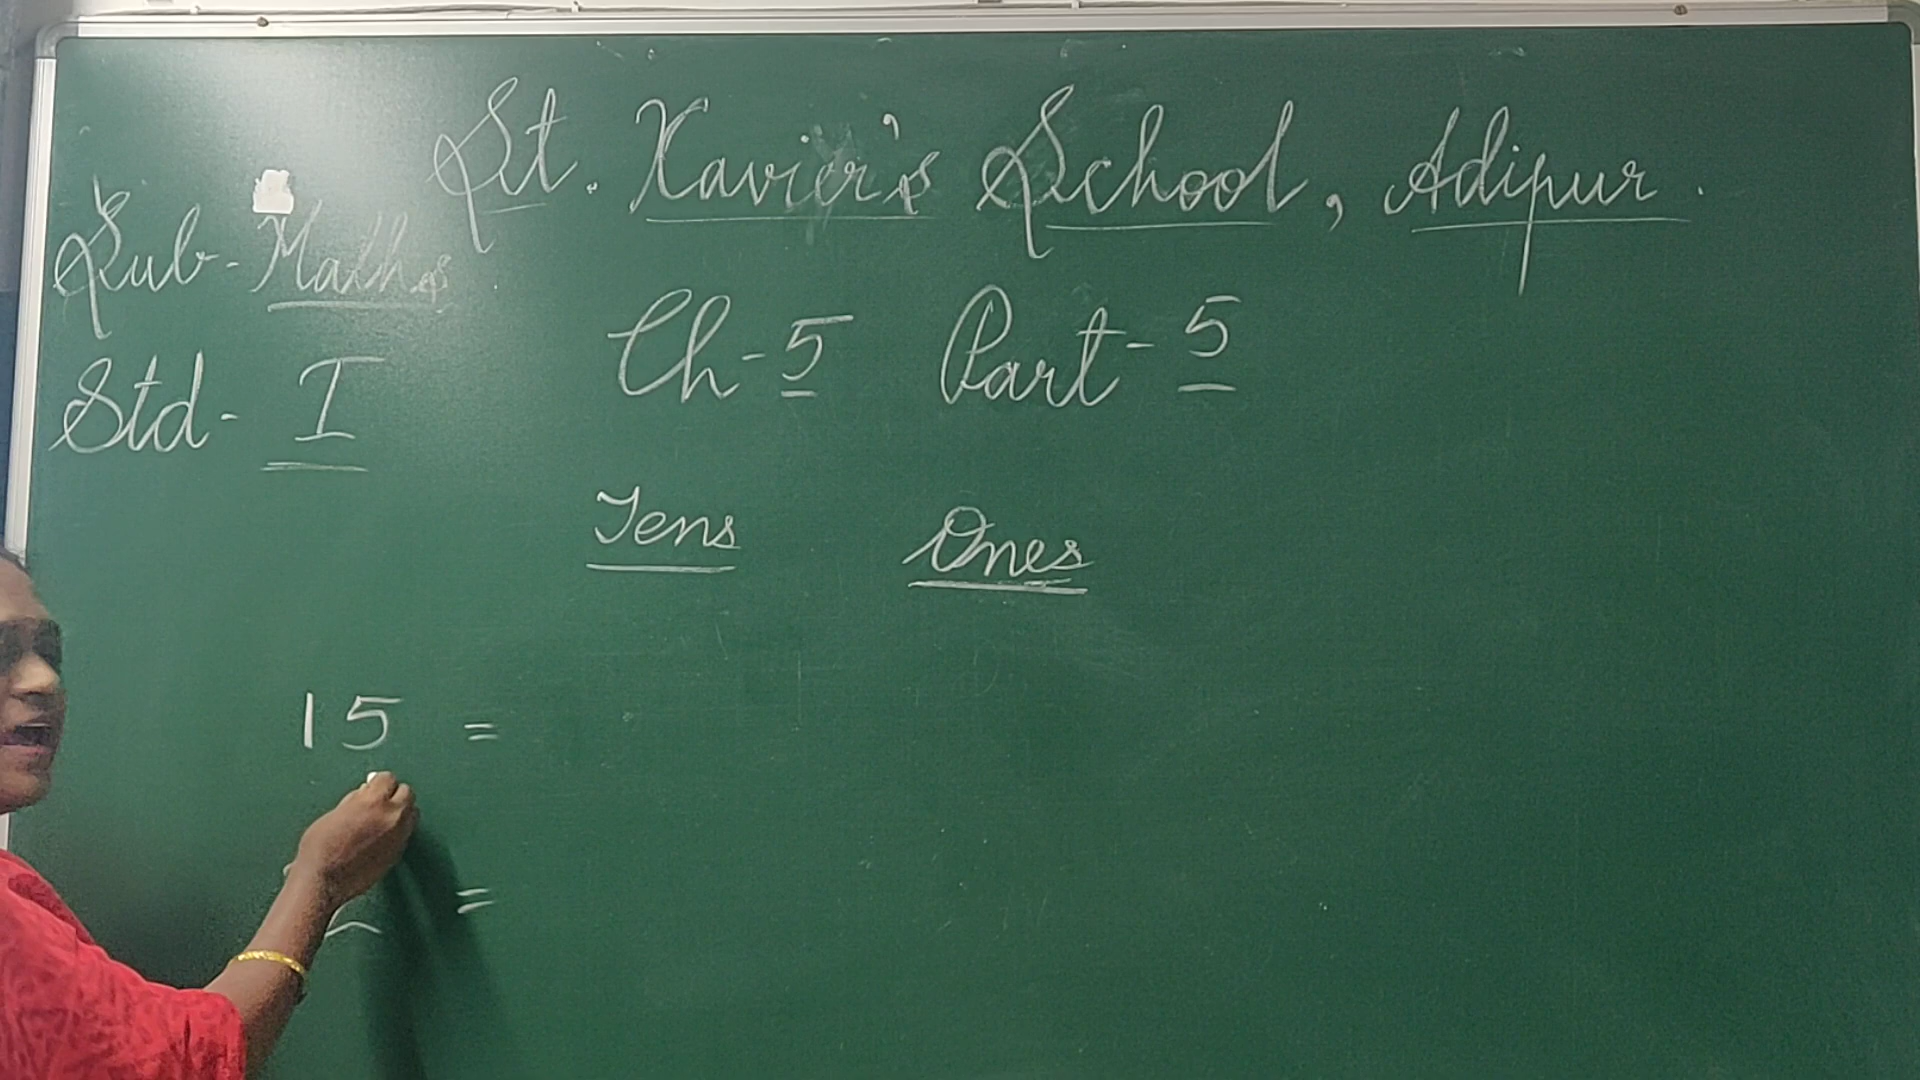 St. Xavier's School, Adipur.
Sub- Maths
Std- I
Ch-5 Part-5
Tens Ones
15 =
=